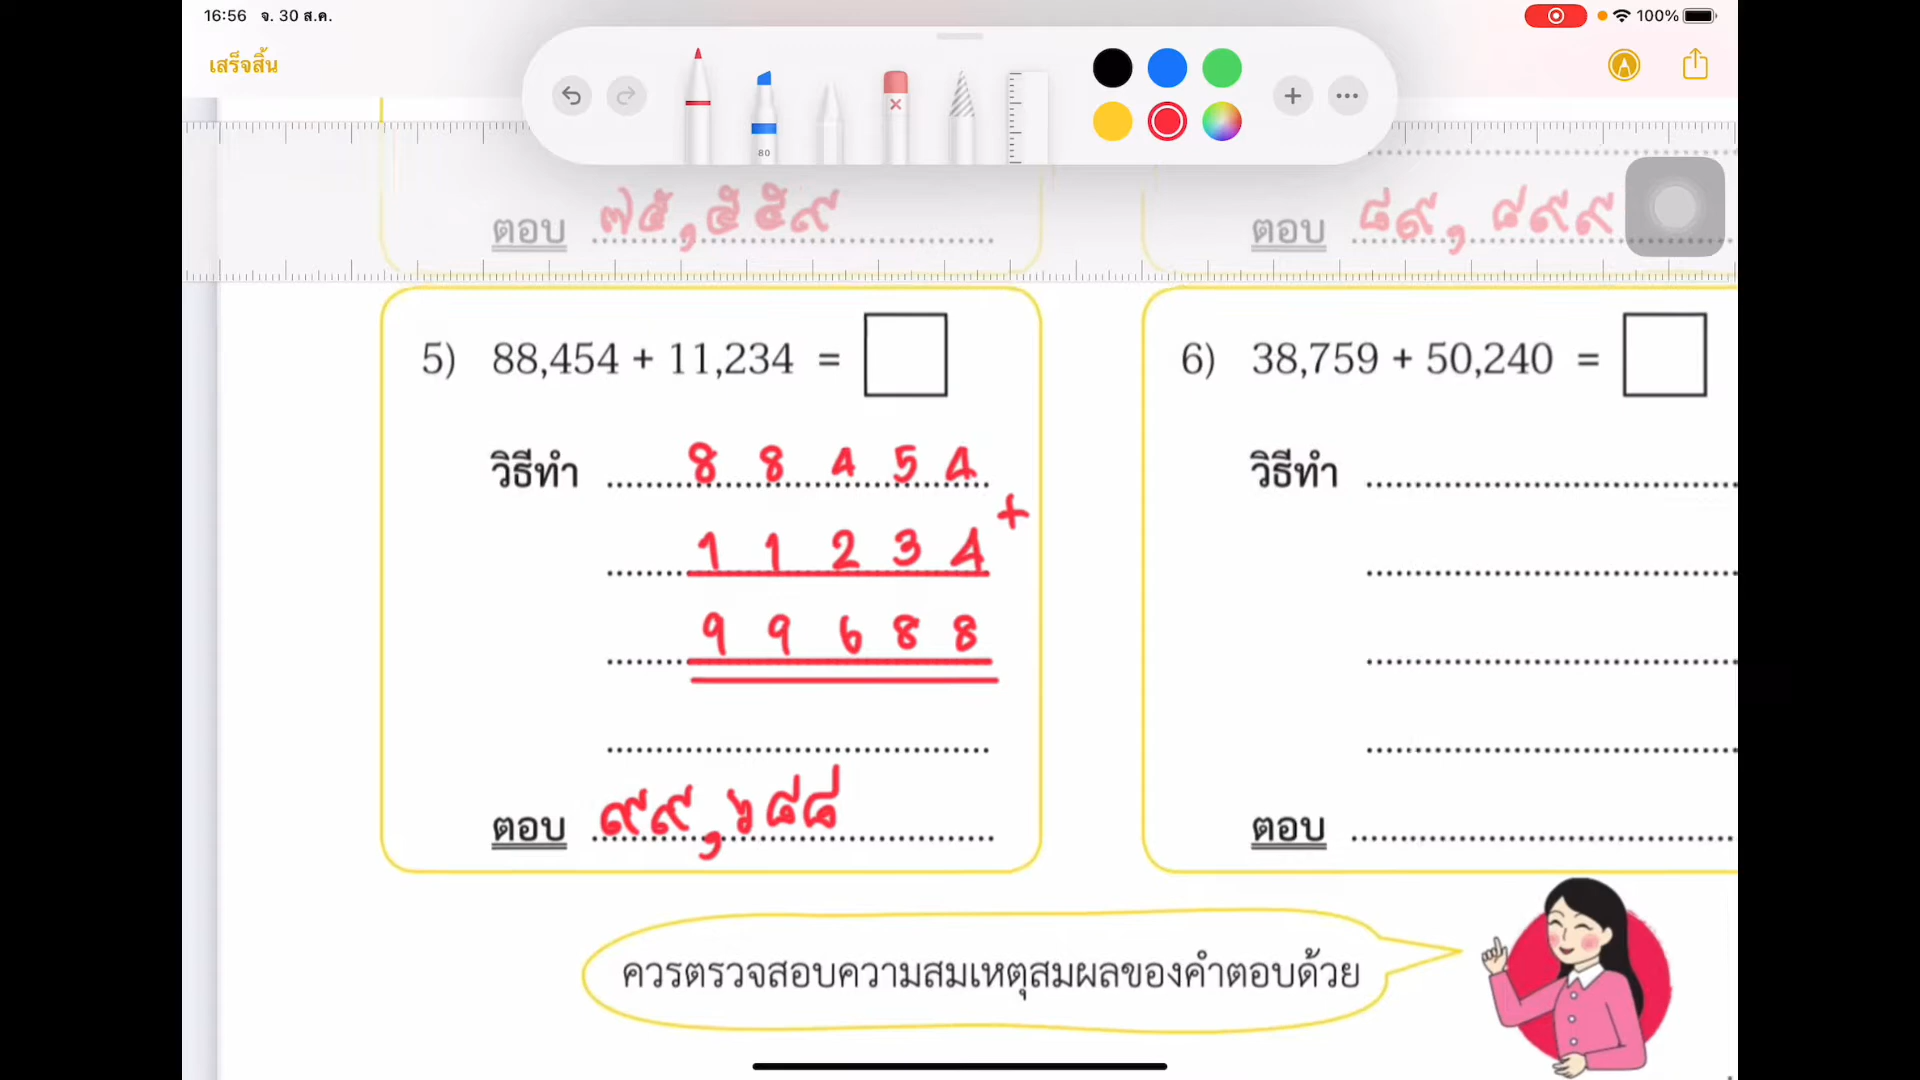 16:56 จ. 30 ส.ค.
100%
เสร็จสิ้น
80
ตอบ ๗๕,๕๕๙
ตอบ ๘๙,๘๙๙
5) 88,454 + 11,234 =
วิธีทำ 8 8 4 5 4
+
1 1 2 3 4
9 9 6 8 8
ตอบ ๙๙,๖๘๘
6) 38,759 + 50,240 =
วิธีทำ
ตอบ
ควรตรวจสอบความสมเหตุสมผลของคำตอบด้วย